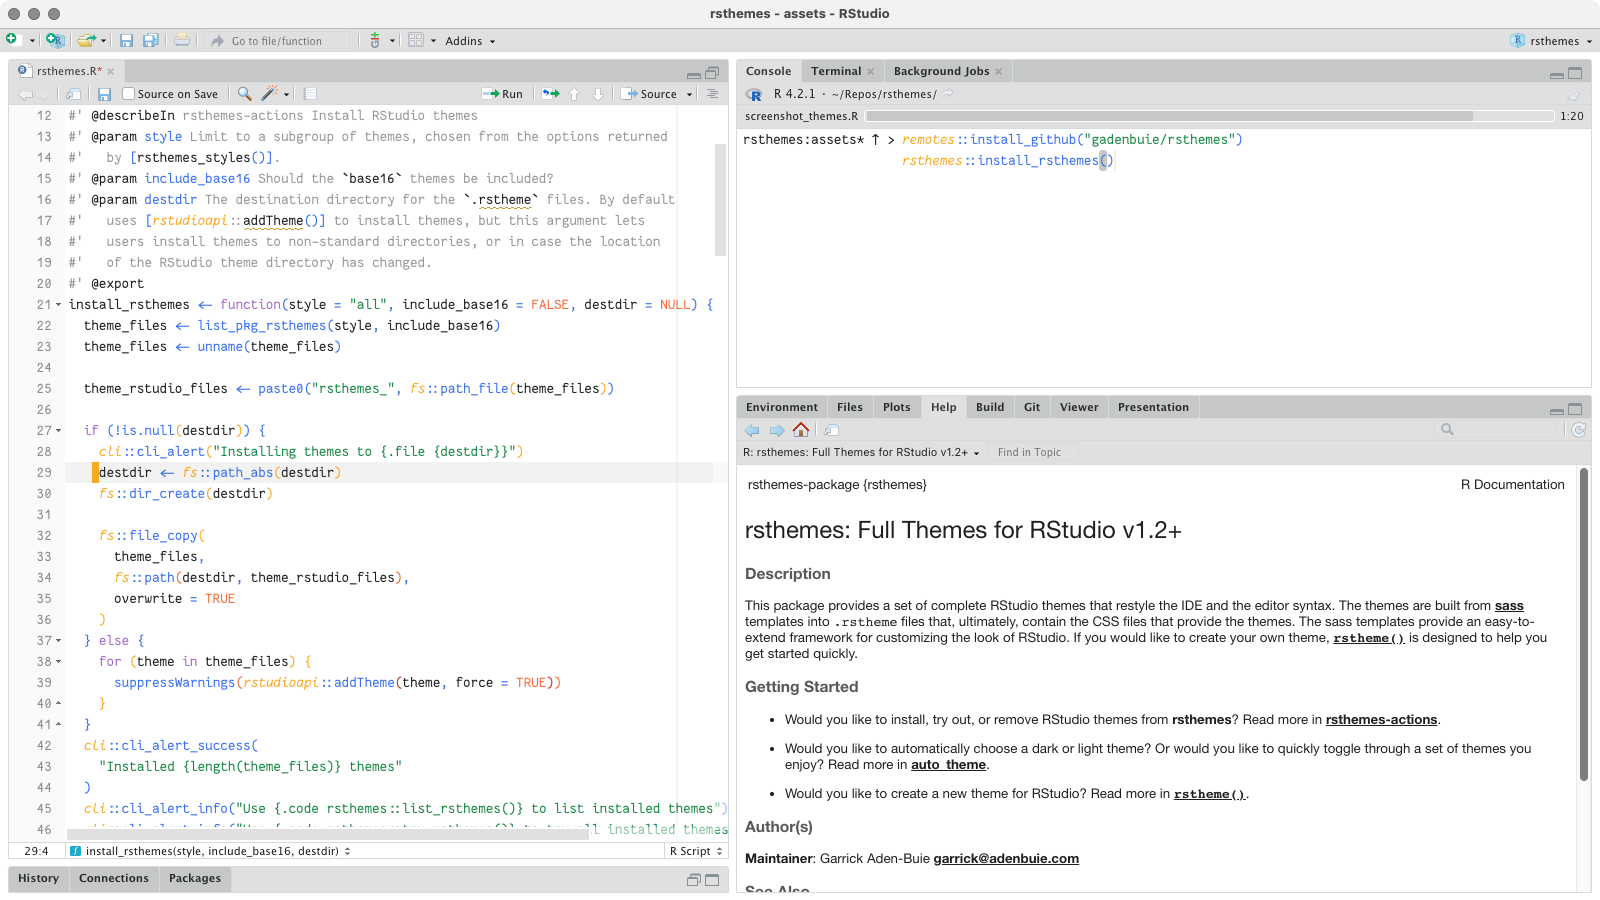 rsthemes - assets - RStudio
Go to file/function
Addins
rsthemes
rsthemes.R*
Source on Save
Run
Source
12 #' @describeIn rsthemes-actions Install RStudio themes
13 #' @param style Limit to a subgroup of themes, chosen from the options returned
14 #'   by [rsthemes_styles()].
15 #' @param include_base16 Should the `base16` themes be included?
16 #' @param destdir The destination directory for the `.rstheme` files. By default
17 #'   uses [rstudioapi::addTheme()] to install themes, but this argument lets
18 #'   users install themes to non-standard directories, or in case the location
19 #'   of the RStudio theme directory has changed.
20 #' @export
21 install_rsthemes <- function(style = "all", include_base16 = FALSE, destdir = NULL) {
22   theme_files <- list_pkg_rsthemes(style, include_base16)
23   theme_files <- unname(theme_files)
24
25   theme_rstudio_files <- paste0("rsthemes_", fs::path_file(theme_files))
26
27   if (!is.null(destdir)) {
28     cli::cli_alert("Installing themes to {.file {destdir}}")
29     destdir <- fs::path_abs(destdir)
30     fs::dir_create(destdir)
31
32     fs::file_copy(
33       theme_files,
34       fs::path(destdir, theme_rstudio_files),
35       overwrite = TRUE
36     )
37   } else {
38     for (theme in theme_files) {
39       suppressWarnings(rstudioapi::addTheme(theme, force = TRUE))
40     }
41   }
42   cli::cli_alert_success(
43     "Installed {length(theme_files)} themes"
44   )
45   cli::cli_alert_info("Use {.code rsthemes::list_rsthemes()} to list installed themes")
46
29:4 install_rsthemes(style, include_base16, destdir) R Script
History Connections Packages
Console Terminal Background Jobs
R 4.2.1 · ~/Repos/rsthemes/
screenshot_themes.R 1:20
rsthemes:assets* ↑ > remotes::install_github("gadenbuie/rsthemes")
rsthemes::install_rsthemes()
Environment Files Plots Help Build Git Viewer Presentation
R: rsthemes: Full Themes for RStudio v1.2+ Find in Topic
rsthemes-package {rsthemes} R Documentation
rsthemes: Full Themes for RStudio v1.2+
Description
This package provides a set of complete RStudio themes that restyle the IDE and the editor syntax. The themes are built from sass
templates into .rstheme files that, ultimately, contain the CSS files that provide the themes. The sass templates provide an easy-to-
extend framework for customizing the look of RStudio. If you would like to create your own theme, rstheme() is designed to help you
get started quickly.
Getting Started
• Would you like to install, try out, or remove RStudio themes from rsthemes? Read more in rsthemes-actions.
• Would you like to automatically choose a dark or light theme? Or would you like to quickly toggle through a set of themes you
enjoy? Read more in auto_theme.
• Would you like to create a new theme for RStudio? Read more in rstheme().
Author(s)
Maintainer: Garrick Aden-Buie garrick@adenbuie.com
See Also